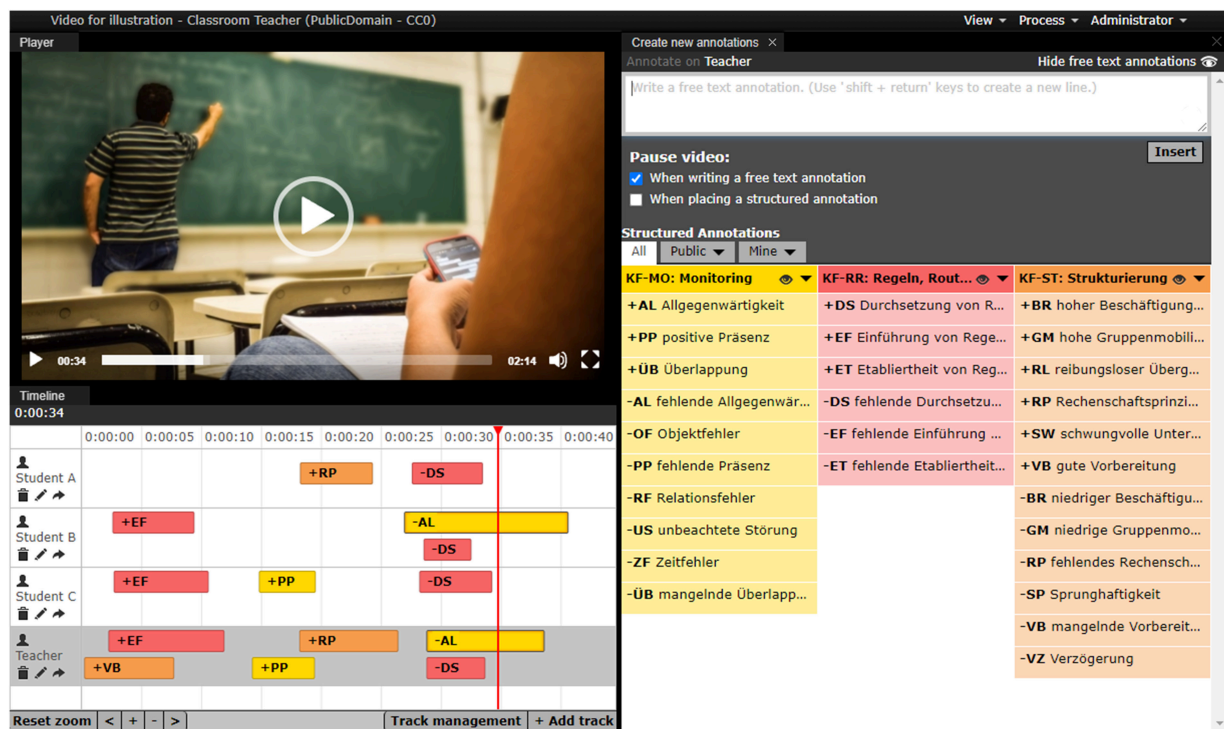 Video for illustration - Classroom Teacher (PublicDomain - CC0)
View Process Administrator
Player
00:34 02:14
Timeline
0:00:34
0:00:00 0:00:05 0:00:10 0:00:15 0:00:20 0:00:25 0:00:30 0:00:35 0:00:40
Student A
+RP -DS
Student B
+EF -AL
-DS
Student C
+EF +PP -DS
Teacher
+EF +RP -AL
+VB +PP -DS
Reset zoom < + - > Track management + Add track
Create new annotations ×
Annotate on Teacher Hide free text annotations
Write a free text annotation. (Use `shift + return' keys to create a new line.)
Insert
Pause video:
When writing a free text annotation
When placing a structured annotation
Structured Annotations
All Public Mine
KF-MO: Monitoring
+AL Allgegenwärtigkeit
+PP positive Präsenz
+ÜB Überlappung
-AL fehlende Allgegenwär...
-OF Objektfehler
-PP fehlende Präsenz
-RF Relationsfehler
-US unbeachtete Störung
-ZF Zeitfehler
-ÜB mangelnde Überlapp...
KF-RR: Regeln, Rout...
+DS Durchsetzung von R...
+EF Einführung von Rege...
+ET Etabliertheit von Reg...
-DS fehlende Durchsetzu...
-EF fehlende Einführung ...
-ET fehlende Etabliertheit...
KF-ST: Strukturierung
+BR hoher Beschäftigung...
+GM hohe Gruppenmobili...
+RL reibungsloser Überg...
+RP Rechenschaftsprinzi...
+SW schwungvolle Unter...
+VB gute Vorbereitung
-BR niedriger Beschäftigu...
-GM niedrige Gruppenmo...
-RP fehlendes Rechensch...
-SP Sprunghaftigkeit
-VB mangelnde Vorbereit...
-VZ Verzögerung